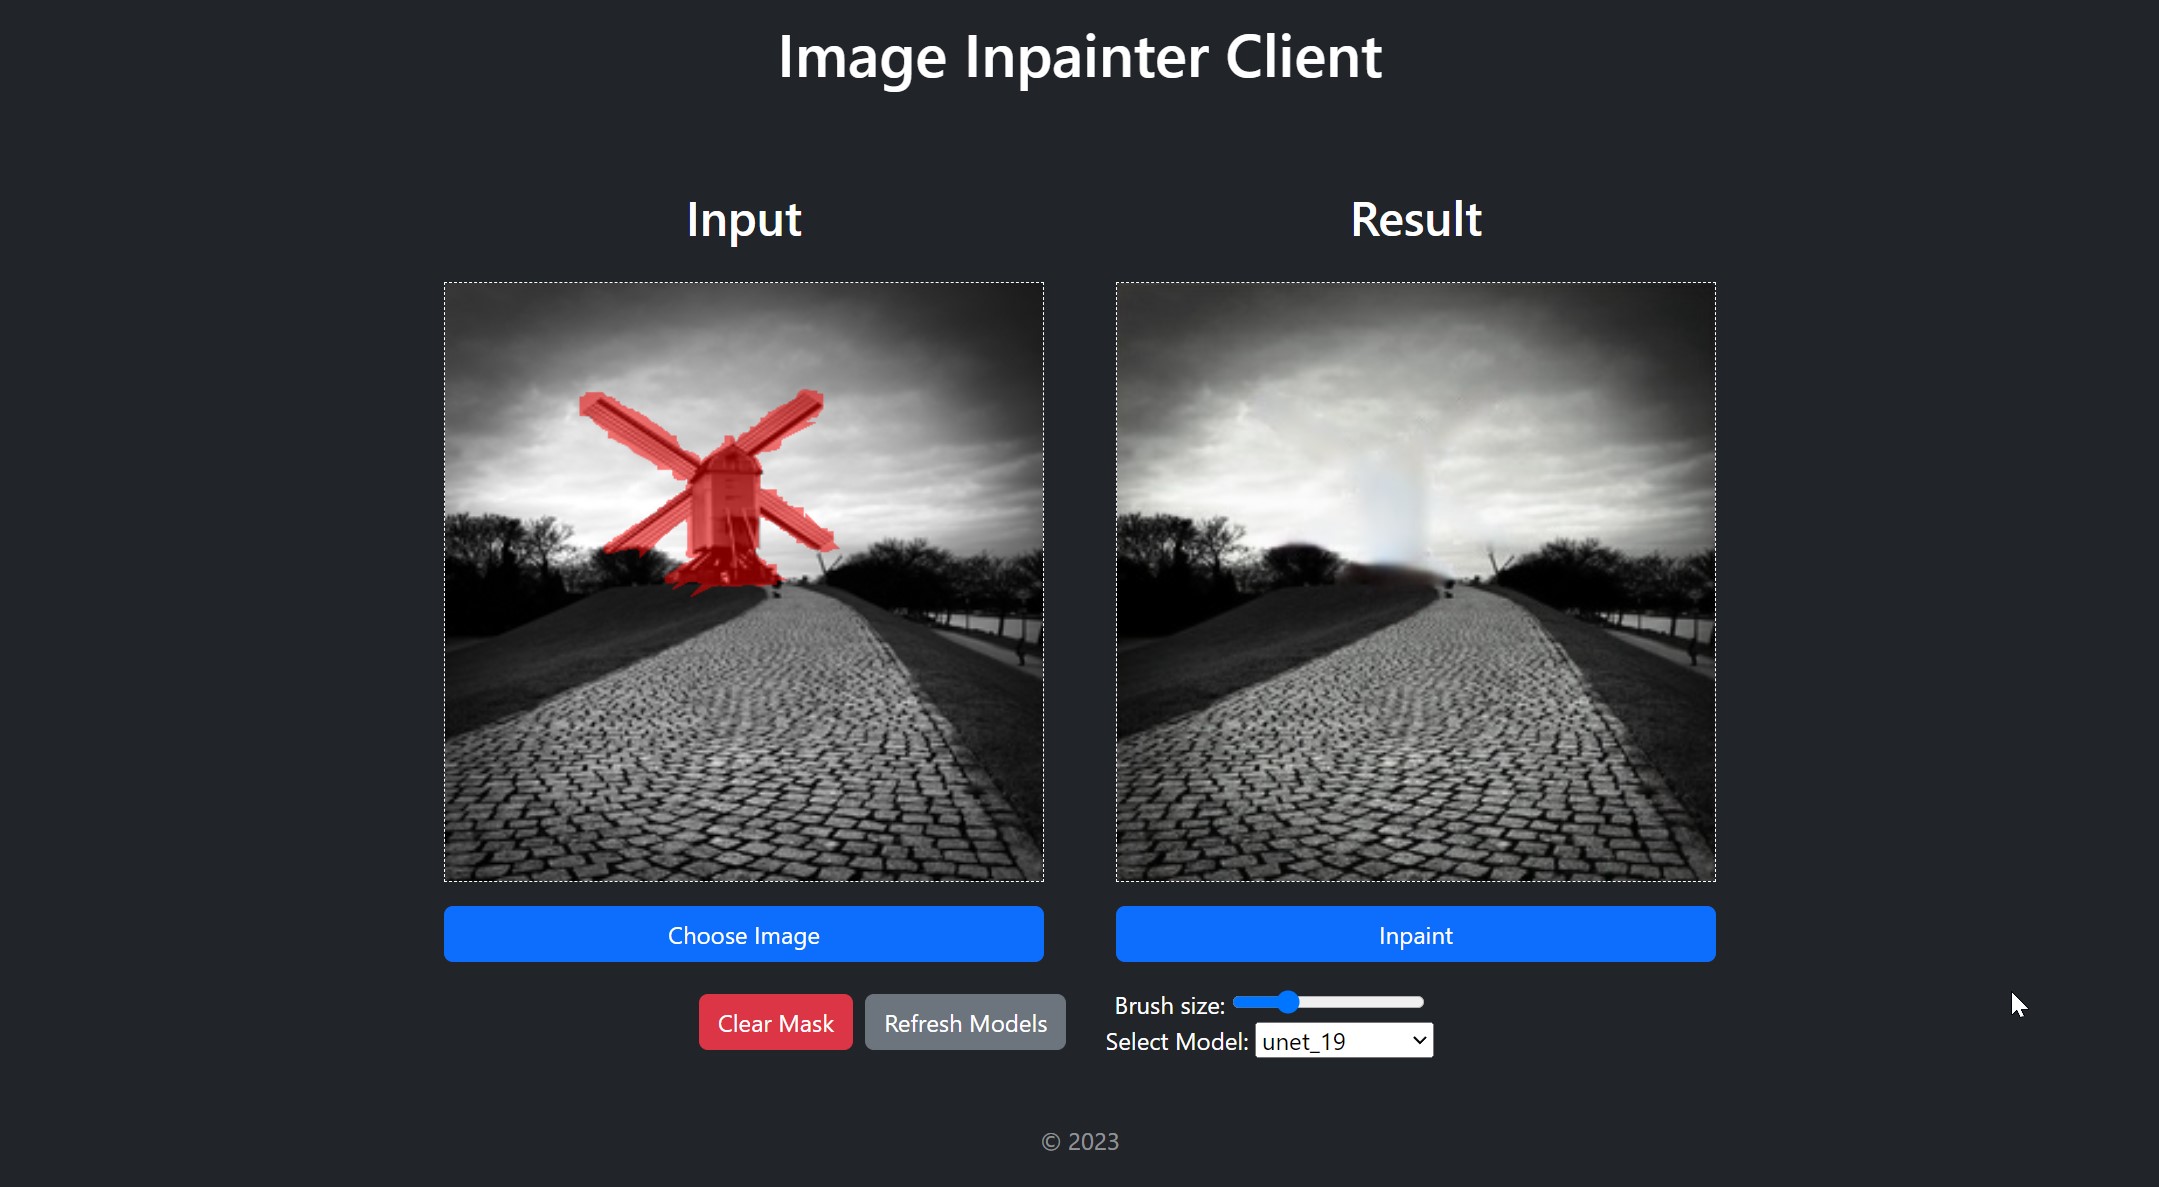 Image Inpainter Client
Input
Result
Choose Image
Inpaint
Clear Mask
Refresh Models
Brush size:
Select Model: unet_19
© 2023